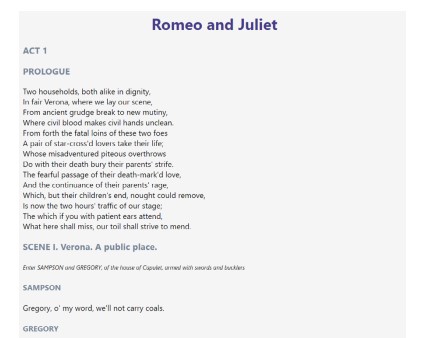 Romeo and Juliet
ACT 1
PROLOGUE
Two households, both alike in dignity,
In fair Verona, where we lay our scene,
From ancient grudge break to new mutiny,
Where civil blood makes civil hands unclean.
From forth the fatal loins of these two foes
A pair of star-cross'd lovers take their life;
Whose misadventured piteous overthrows
Do with their death bury their parents' strife.
The fearful passage of their death-mark'd love,
And the continuance of their parents' rage,
Which, but their children's end, nought could remove,
Is now the two hours' traffic of our stage;
The which if you with patient ears attend,
What here shall miss, our toil shall strive to mend.
SCENE I. Verona. A public place.
Enter SAMPSON and GREGORY, of the house of Capulet, armed with swords and bucklers
SAMPSON
Gregory, o' my word, we'll not carry coals.
GREGORY